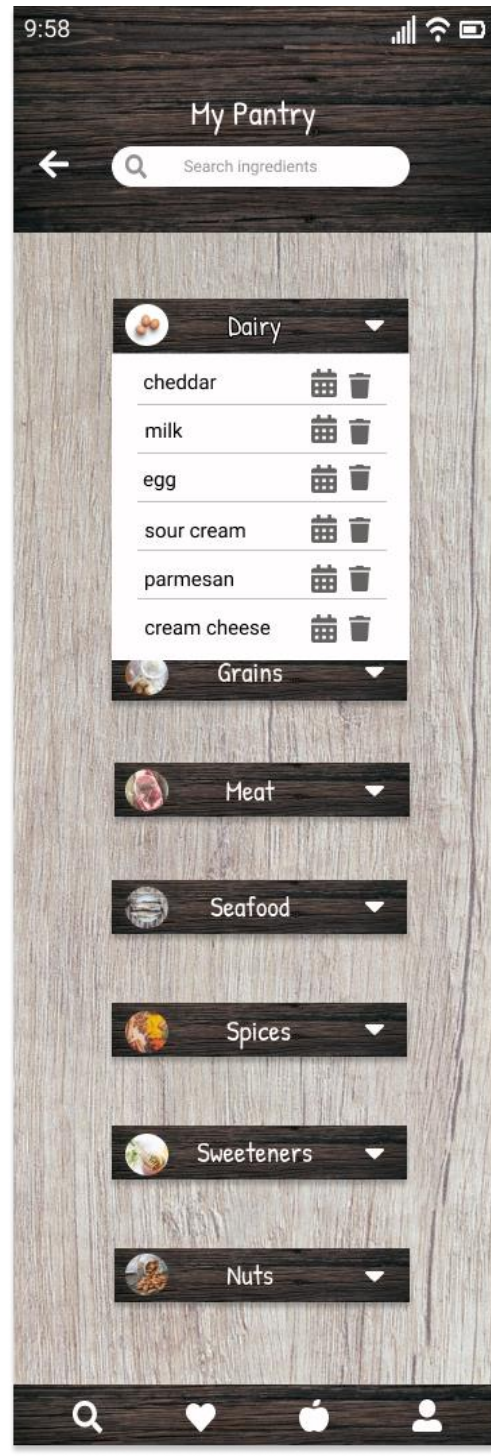 9:58
My Pantry
Search ingredients
Dairy
cheddar
milk
egg
sour cream
parmesan
cream cheese
Grains
Meat
Seafood
Spices
Sweeteners
Nuts